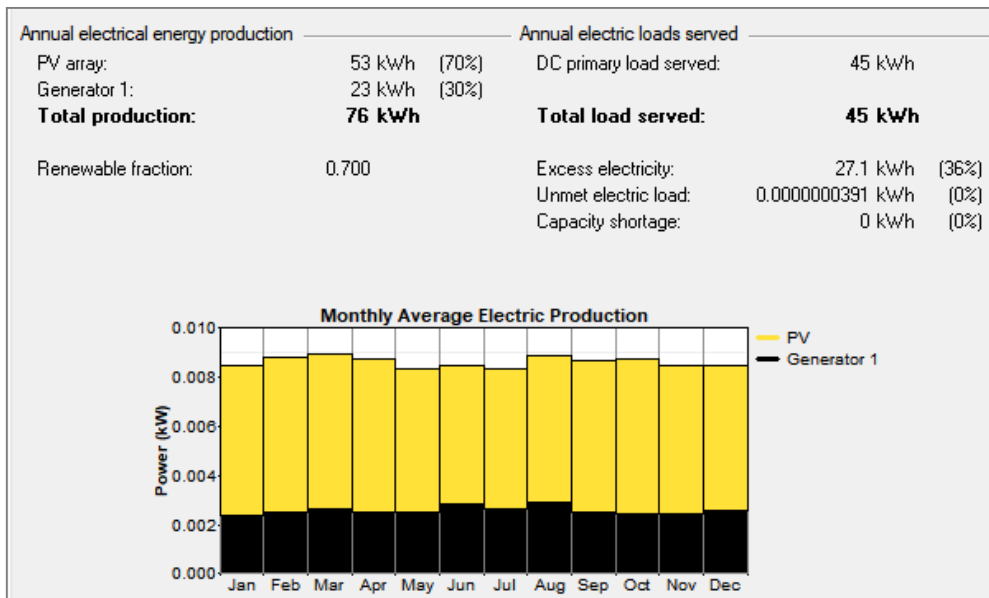 Annual electrical energy production
PV array: 53 kWh (70%)
Generator 1: 23 kWh (30%)
Total production: 76 kWh
Renewable fraction: 0.700
Annual electric loads served
DC primary load served: 45 kWh
Total load served: 45 kWh
Excess electricity: 27.1 kWh (36%)
Unmet electric load: 0.0000000391 kWh (0%)
Capacity shortage: 0 kWh (0%)
Monthly Average Electric Production
Power (kW)
0.010
0.008
0.006
0.004
0.002
0.000
Jan Feb Mar Apr May Jun Jul Aug Sep Oct Nov Dec
PV
Generator 1